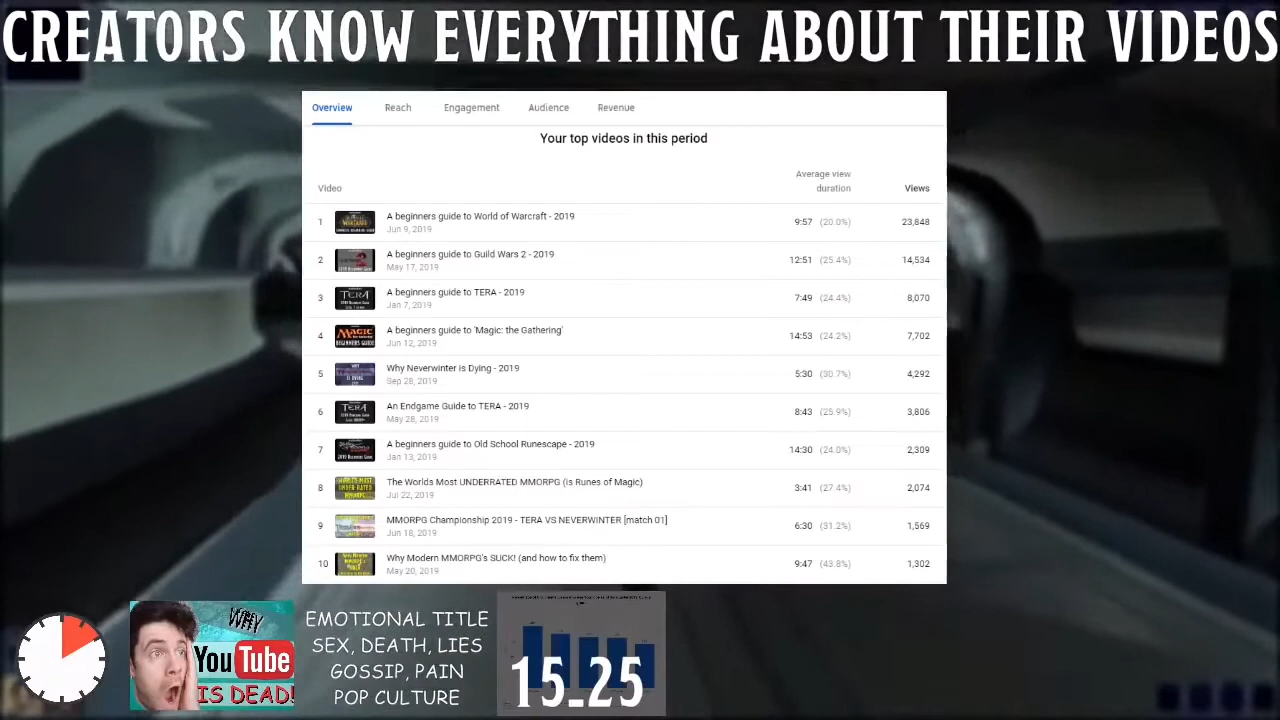 CREATORS KNOW EVERYTHING ABOUT THEIR VIDEOS
Overview Reach Engagement Audience Revenue
Your top videos in this period
Video Average view duration Views
1 A beginners guide to World of Warcraft - 2019 9:57 (20.0%) 23,848
Jun 9, 2019
2 A beginners guide to Guild Wars 2 - 2019 12:51 (25.4%) 14,534
May 17, 2019
3 TERA A beginners guide to TERA - 2019 7:49 (24.4%) 8,070
Jan 7, 2019
4 MAGIC BEGINNERS GUIDE A beginners guide to 'Magic: the Gathering' 14:53 (24.2%) 7,702
Jun 12, 2019
5 Why Neverwinter is Dying - 2019 5:30 (30.7%) 4,292
Sep 28, 2019
6 TERA An Endgame Guide to TERA - 2019 8:43 (25.9%) 3,806
May 28, 2019
7 A beginners guide to Old School Runescape - 2019 14:30 (24.0%) 2,309
Jan 13, 2019
8 The Worlds Most UNDERRATED MMORPG (is Runes of Magic) 3:41 (27.4%) 2,074
Jul 22, 2019
9 MMORPG Championship 2019 - TERA VS NEVERWINTER [match 01] 6:30 (31.2%) 1,569
Jun 18, 2019
10 Why Modern MMORPG's SUCK! (and how to fix them) 9:47 (43.8%) 1,302
May 20, 2019
WHY
YouTube
IS DEAD!
EMOTIONAL TITLE
SEX, DEATH, LIES
GOSSIP, PAIN
POP CULTURE
15_25